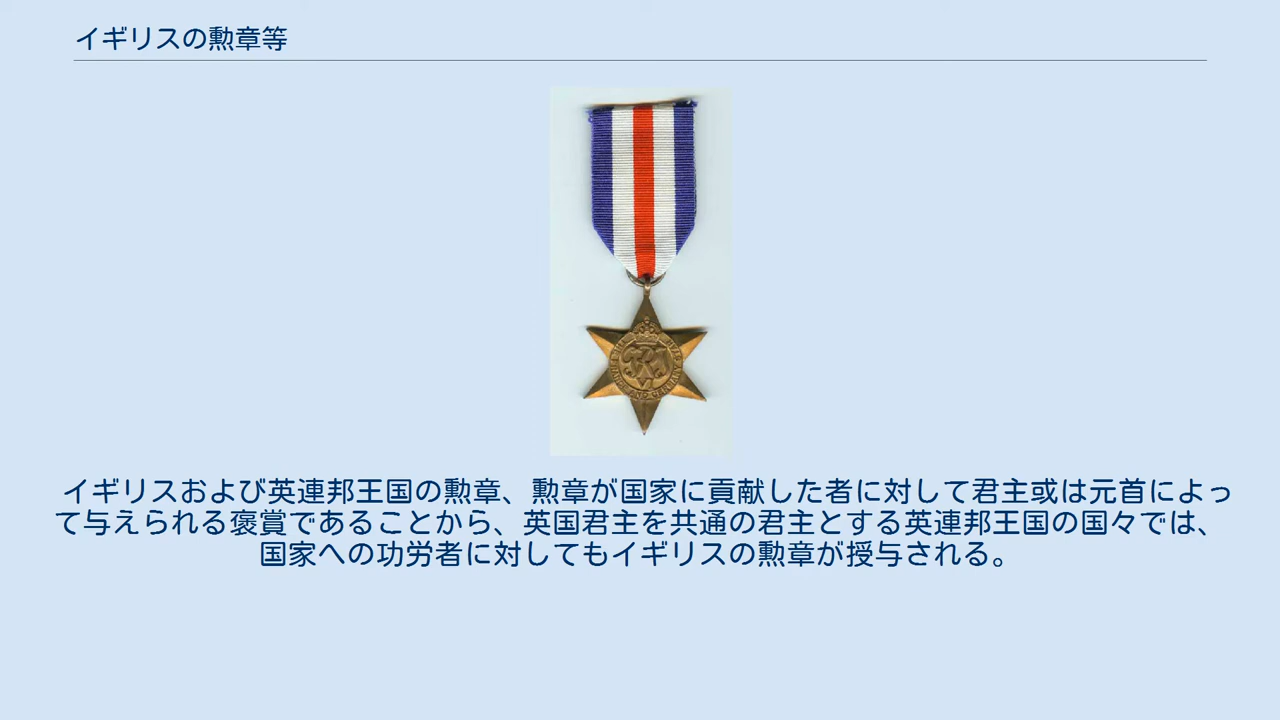 イギリスの勲章等
イギリスおよび英連邦王国の勲章、勲章が国家に貢献した者に対して君主或は元首によっ
て与えられる褒賞であることから、英国君主を共通の君主とする英連邦王国の国々では、
国家への功労者に対してもイギリスの勲章が授与される。